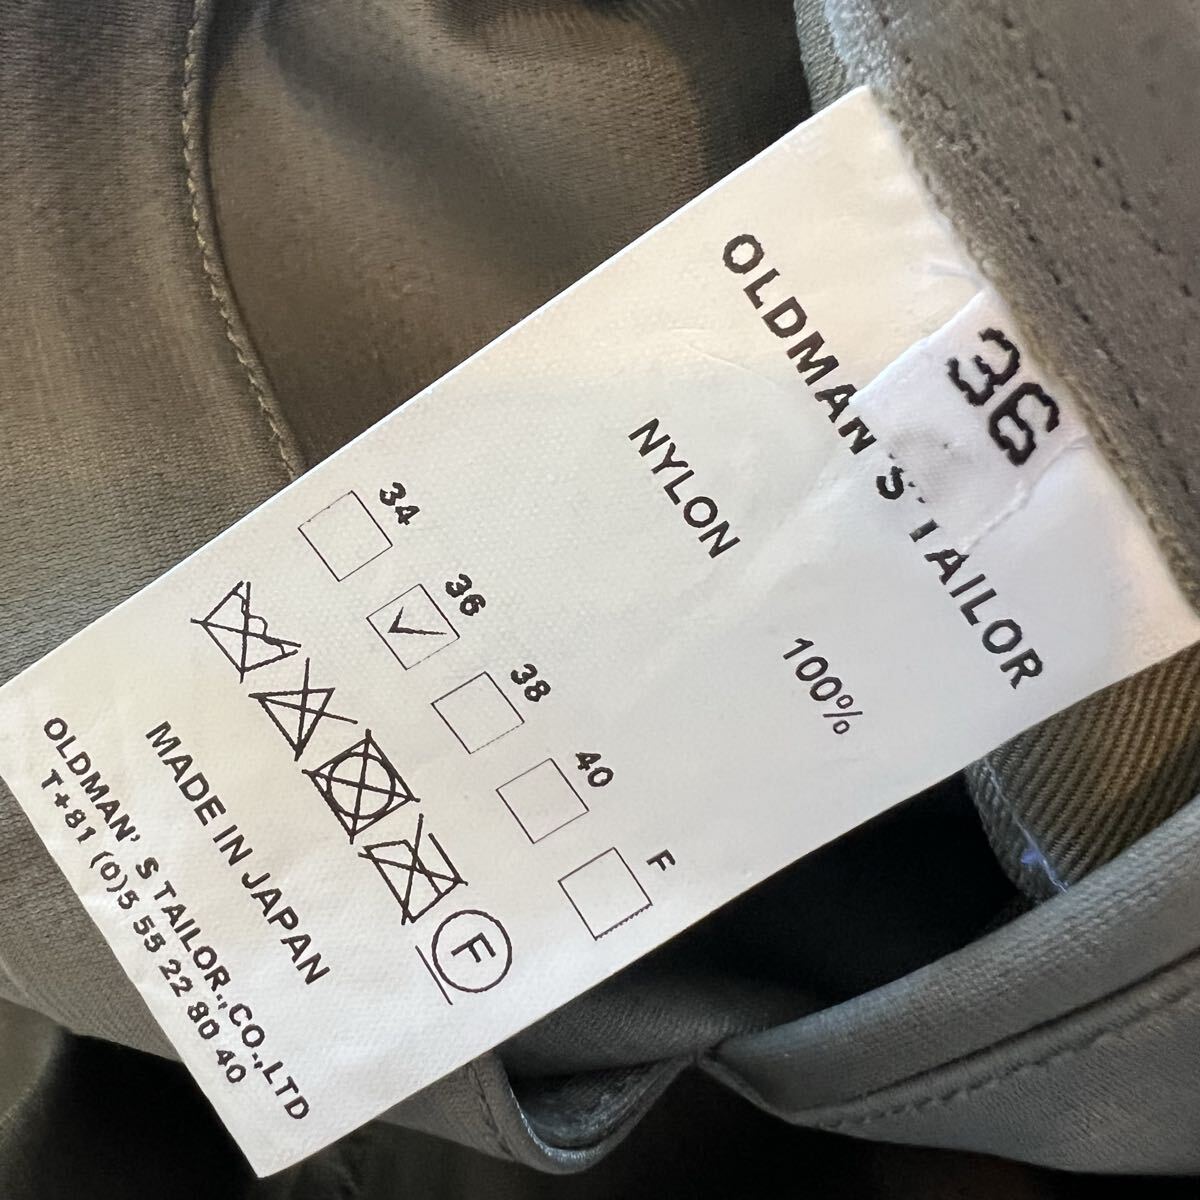 36
OLDMAN'S TAILOR
NYLON 100%
34 36 38 40 F
F
MADE IN JAPAN
OLDMAN' S TAILOR.,CO.,LTD
T+81 (0)5 55 22 80 40